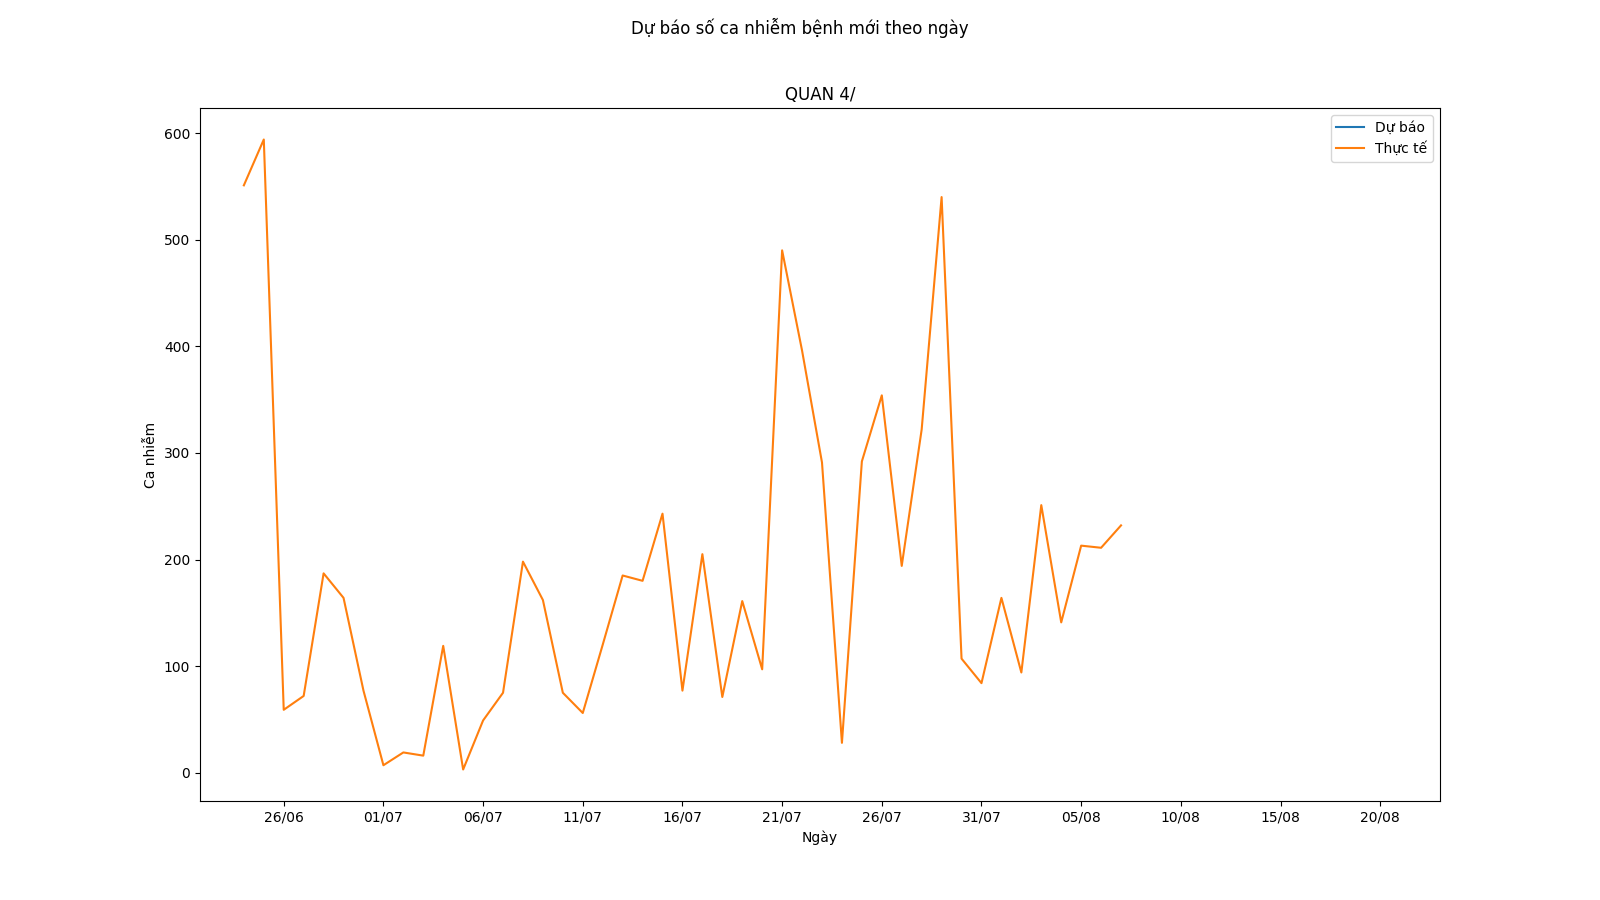 Dự báo số ca nhiễm bệnh mới theo ngày
QUAN 4/
Dự báo
Thực tế
600
500
400
300
200
100
0
Ca nhiễm
26/06 01/07 06/07 11/07 16/07 21/07 26/07 31/07 05/08 10/08 15/08 20/08
Ngày